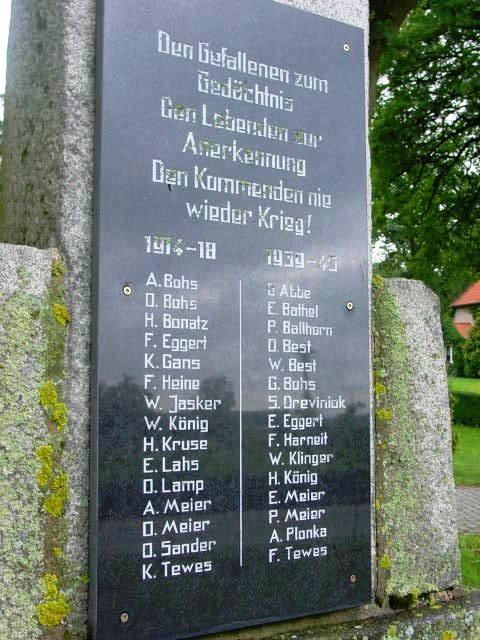 Den Gefallenen zum
Gedächtnis
Den Lebenden zur
Anerkennung
Den Kommenden nie
wieder Krieg!
1914-18 1939-45
A. Bohs
O. Bohs
H. Bonatz
F. Eggert
K. Gans
F. Heine
W. Jasker
W. König
H. Kruse
E. Lahs
O. Lamp
A. Meier
O. Meier
O. Sander
K. Tewes
Abbe
E. Bathel
P. Ballhorn
O. Best
W. Best
G. Bohs
S. Dreviniok
E. Eggert
F. Harneit
W. Klinger
H. König
E. Meier
P. Meier
A. Plonka
F. Tewes